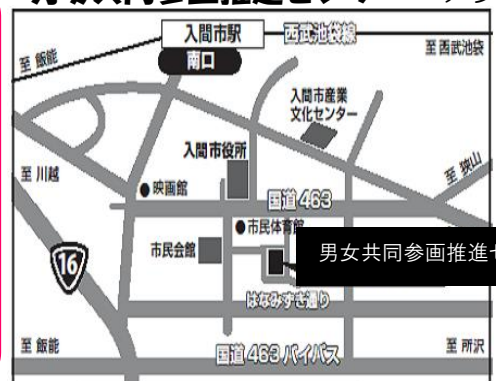 入間市駅
西武池袋線
至 飯能
南口
至 西武池袋
入間市産業
文化センター
入間市役所
至 狭山
至 川越
●映画館
国道463
●市民体育館
市民会館
男女共同参画推進セ
16
はなみずき通り
至 飯能
国道463バイパス
至 所沢